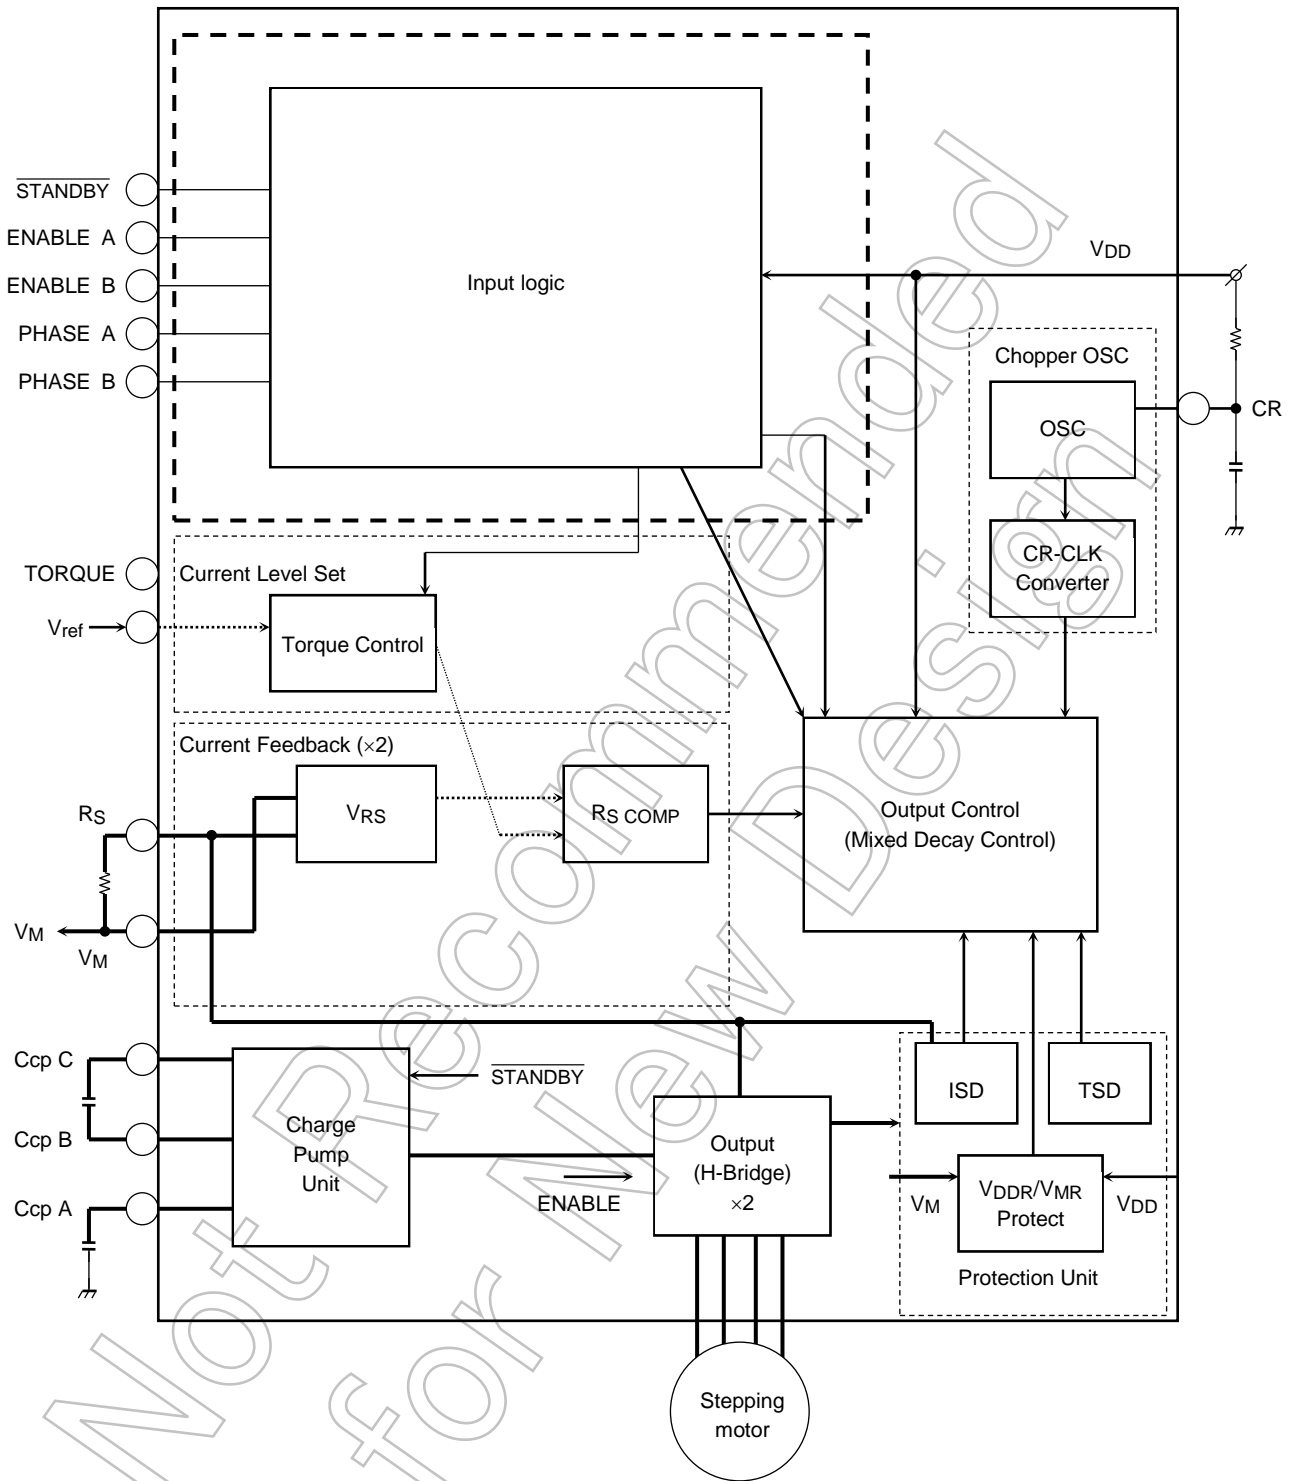 STANDBY
ENABLE A
ENABLE B
PHASE A
PHASE B
Input logic
VDD
Chopper OSC
OSC
CR
CR-CLK
Converter
TORQUE
Current Level Set
Vref
Torque Control
Current Feedback (×2)
RS
VRS
RS COMP
Output Control
(Mixed Decay Control)
VM
VM
Ccp C
Ccp B
Ccp A
Charge
Pump
Unit
STANDBY
ENABLE
Output
(H-Bridge)
×2
ISD
TSD
VM
VDDR/VMR
Protect
VDD
Protection Unit
Stepping
motor
Not Recommended
for New Design